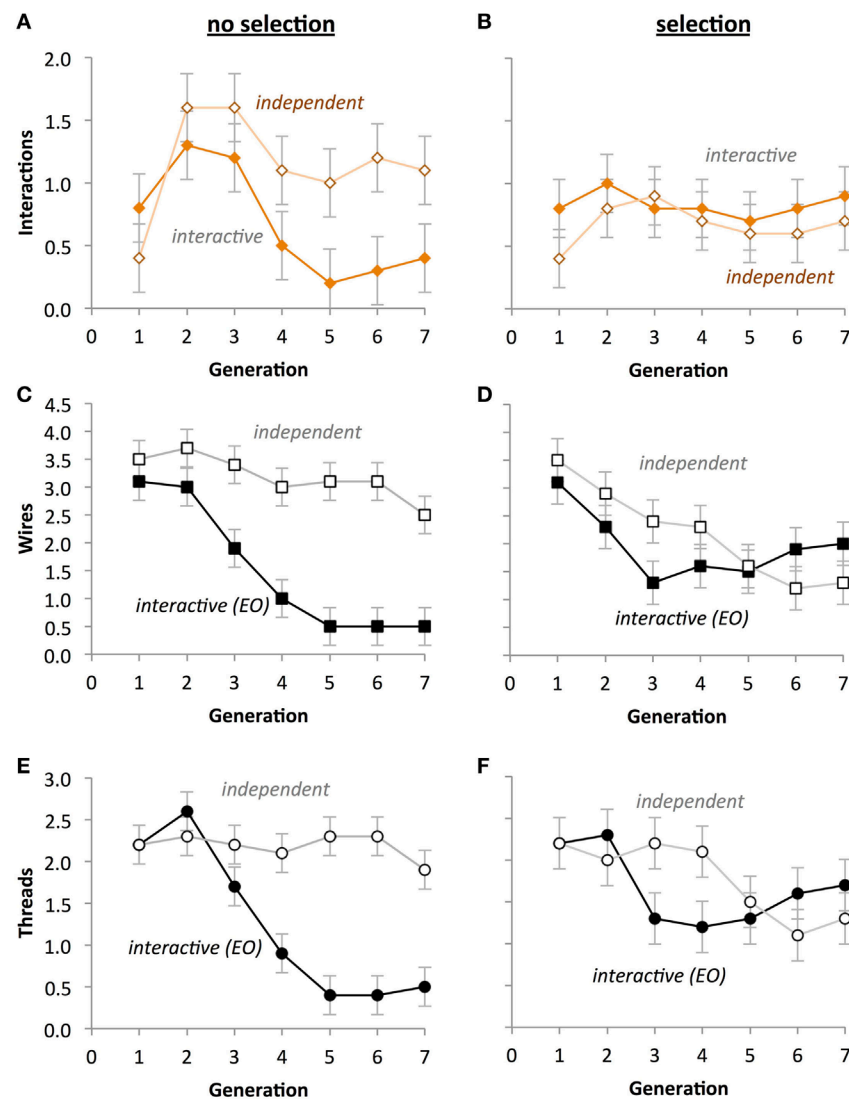 A no selection
B selection
2.0
1.5
1.0
0.5
0.0
Interactions
independent
interactive
0 1 2 3 4 5 6 7
Generation
interactive
independent
0 1 2 3 4 5 6 7
Generation
C
4.5
4.0
3.5
3.0
2.5
2.0
1.5
1.0
0.5
0.0
Wires
independent
interactive (EO)
0 1 2 3 4 5 6 7
Generation
D
independent
interactive (EO)
0 1 2 3 4 5 6 7
Generation
E
3.0
2.5
2.0
1.5
1.0
0.5
0.0
Threads
independent
interactive (EO)
0 1 2 3 4 5 6 7
Generation
F
independent
interactive (EO)
0 1 2 3 4 5 6 7
Generation